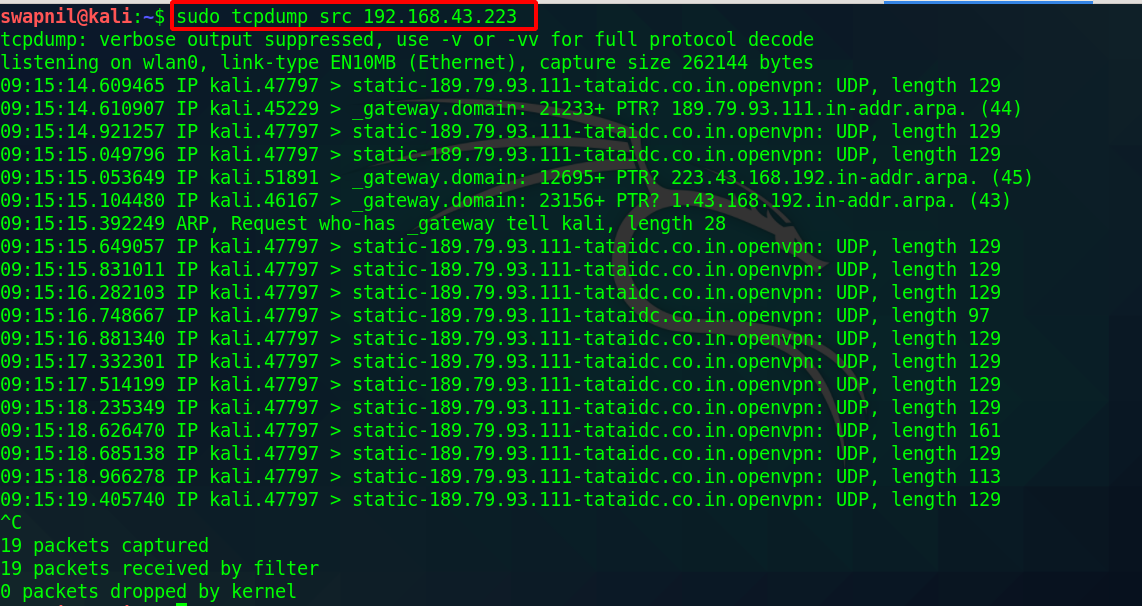 swapnil@kali:~$ sudo tcpdump src 192.168.43.223
tcpdump: verbose output suppressed, use -v or -vv for full protocol decode
listening on wlan0, link-type EN10MB (Ethernet), capture size 262144 bytes
09:15:14.609465 IP kali.47797 > static-189.79.93.111-tataidc.co.in.openvpn: UDP, length 129
09:15:14.610907 IP kali.45229 > _gateway.domain: 21233+ PTR? 189.79.93.111.in-addr.arpa. (44)
09:15:14.921257 IP kali.47797 > static-189.79.93.111-tataidc.co.in.openvpn: UDP, length 129
09:15:15.049796 IP kali.47797 > static-189.79.93.111-tataidc.co.in.openvpn: UDP, length 129
09:15:15.053649 IP kali.51891 > _gateway.domain: 12695+ PTR? 223.43.168.192.in-addr.arpa. (45)
09:15:15.104480 IP kali.46167 > _gateway.domain: 23156+ PTR? 1.43.168.192.in-addr.arpa. (43)
09:15:15.392249 ARP, Request who-has _gateway tell kali, length 28
09:15:15.649057 IP kali.47797 > static-189.79.93.111-tataidc.co.in.openvpn: UDP, length 129
09:15:15.831011 IP kali.47797 > static-189.79.93.111-tataidc.co.in.openvpn: UDP, length 129
09:15:16.282103 IP kali.47797 > static-189.79.93.111-tataidc.co.in.openvpn: UDP, length 129
09:15:16.748667 IP kali.47797 > static-189.79.93.111-tataidc.co.in.openvpn: UDP, length 97
09:15:16.881340 IP kali.47797 > static-189.79.93.111-tataidc.co.in.openvpn: UDP, length 129
09:15:17.332301 IP kali.47797 > static-189.79.93.111-tataidc.co.in.openvpn: UDP, length 129
09:15:17.514199 IP kali.47797 > static-189.79.93.111-tataidc.co.in.openvpn: UDP, length 129
09:15:18.235349 IP kali.47797 > static-189.79.93.111-tataidc.co.in.openvpn: UDP, length 129
09:15:18.626470 IP kali.47797 > static-189.79.93.111-tataidc.co.in.openvpn: UDP, length 161
09:15:18.685138 IP kali.47797 > static-189.79.93.111-tataidc.co.in.openvpn: UDP, length 129
09:15:18.966278 IP kali.47797 > static-189.79.93.111-tataidc.co.in.openvpn: UDP, length 113
09:15:19.405740 IP kali.47797 > static-189.79.93.111-tataidc.co.in.openvpn: UDP, length 129
^C
19 packets captured
19 packets received by filter
0 packets dropped by kernel